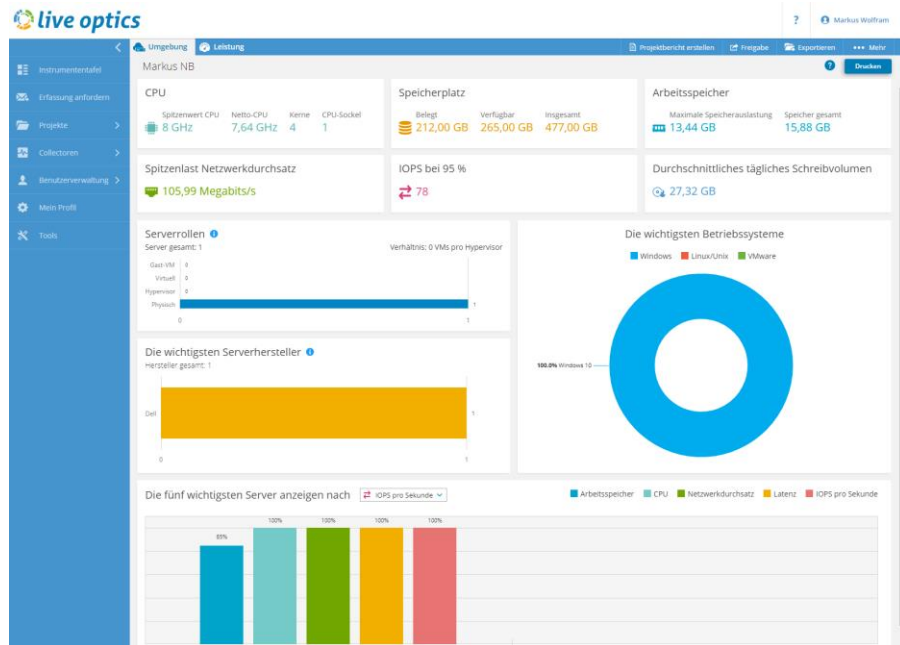 live optics
?
Markus Wolfram
Umgebung Leistung
Projektbericht erstellen Freigabe Exportieren ••• Mehr
Instrumententafel
Erfassung anfordern
Projekte
Collectoren
Benutzerverwaltung
Mein Profil
Tools
Markus NB
? Drucken
CPU
Spitzenwert CPU Netto-CPU Kerne CPU-Sockel
8 GHz 7,64 GHz 4 1
Speicherplatz
Belegt Verfügbar Insgesamt
212,00 GB 265,00 GB 477,00 GB
Arbeitsspeicher
Maximale Speicherauslastung Speicher gesamt
13,44 GB 15,88 GB
Spitzenlast Netzwerkdurchsatz
105,99 Megabits/s
IOPS bei 95 %
78
Durchschnittliches tägliches Schreibvolumen
27,32 GB
Serverrollen
Server gesamt: 1 Verhältnis: 0 VMs pro Hypervisor
Gast-VM 0
Virtuell 0
Hypervisor 0
Physisch 1
0 1
Die wichtigsten Serverhersteller
Hersteller gesamt: 1
Dell 1
0 1
Die wichtigsten Betriebssysteme
Windows Linux/Unix VMware
100.0% Windows 10
Die fünf wichtigsten Server anzeigen nach IOPS pro Sekunde
Arbeitsspeicher CPU Netzwerkdurchsatz Latenz IOPS pro Sekunde
85% 100% 100% 100% 100%